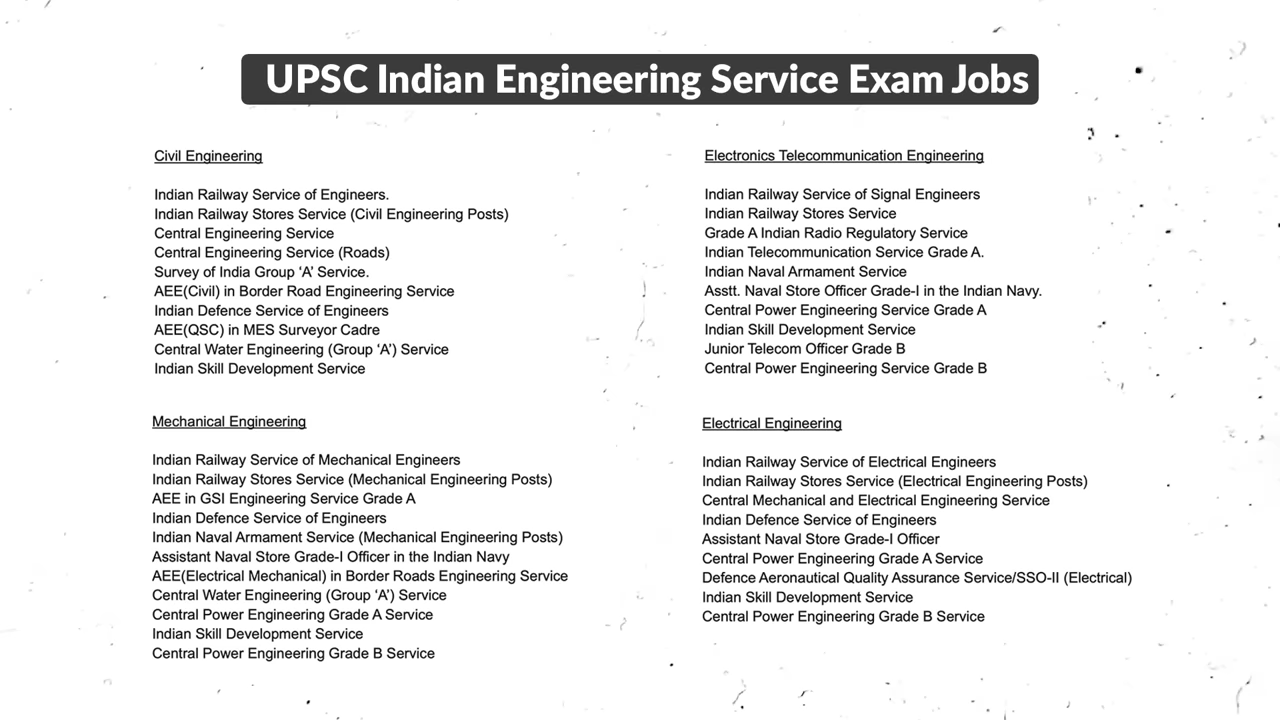 UPSC Indian Engineering Service Exam Jobs
Civil Engineering
Indian Railway Service of Engineers.
Indian Railway Stores Service (Civil Engineering Posts)
Central Engineering Service
Central Engineering Service (Roads)
Survey of India Group ‘A’ Service.
AEE(Civil) in Border Road Engineering Service
Indian Defence Service of Engineers
AEE(QSC) in MES Surveyor Cadre
Central Water Engineering (Group ‘A’) Service
Indian Skill Development Service
Electronics Telecommunication Engineering
Indian Railway Service of Signal Engineers
Indian Railway Stores Service
Grade A Indian Radio Regulatory Service
Indian Telecommunication Service Grade A.
Indian Naval Armament Service
Asstt. Naval Store Officer Grade-I in the Indian Navy.
Central Power Engineering Service Grade A
Indian Skill Development Service
Junior Telecom Officer Grade B
Central Power Engineering Service Grade B
Mechanical Engineering
Indian Railway Service of Mechanical Engineers
Indian Railway Stores Service (Mechanical Engineering Posts)
AEE in GSI Engineering Service Grade A
Indian Defence Service of Engineers
Indian Naval Armament Service (Mechanical Engineering Posts)
Assistant Naval Store Grade-I Officer in the Indian Navy
AEE(Electrical Mechanical) in Border Roads Engineering Service
Central Water Engineering (Group ‘A’) Service
Central Power Engineering Grade A Service
Indian Skill Development Service
Central Power Engineering Grade B Service
Electrical Engineering
Indian Railway Service of Electrical Engineers
Indian Railway Stores Service (Electrical Engineering Posts)
Central Mechanical and Electrical Engineering Service
Indian Defence Service of Engineers
Assistant Naval Store Grade-I Officer
Central Power Engineering Grade A Service
Defence Aeronautical Quality Assurance Service/SSO-II (Electrical)
Indian Skill Development Service
Central Power Engineering Grade B Service